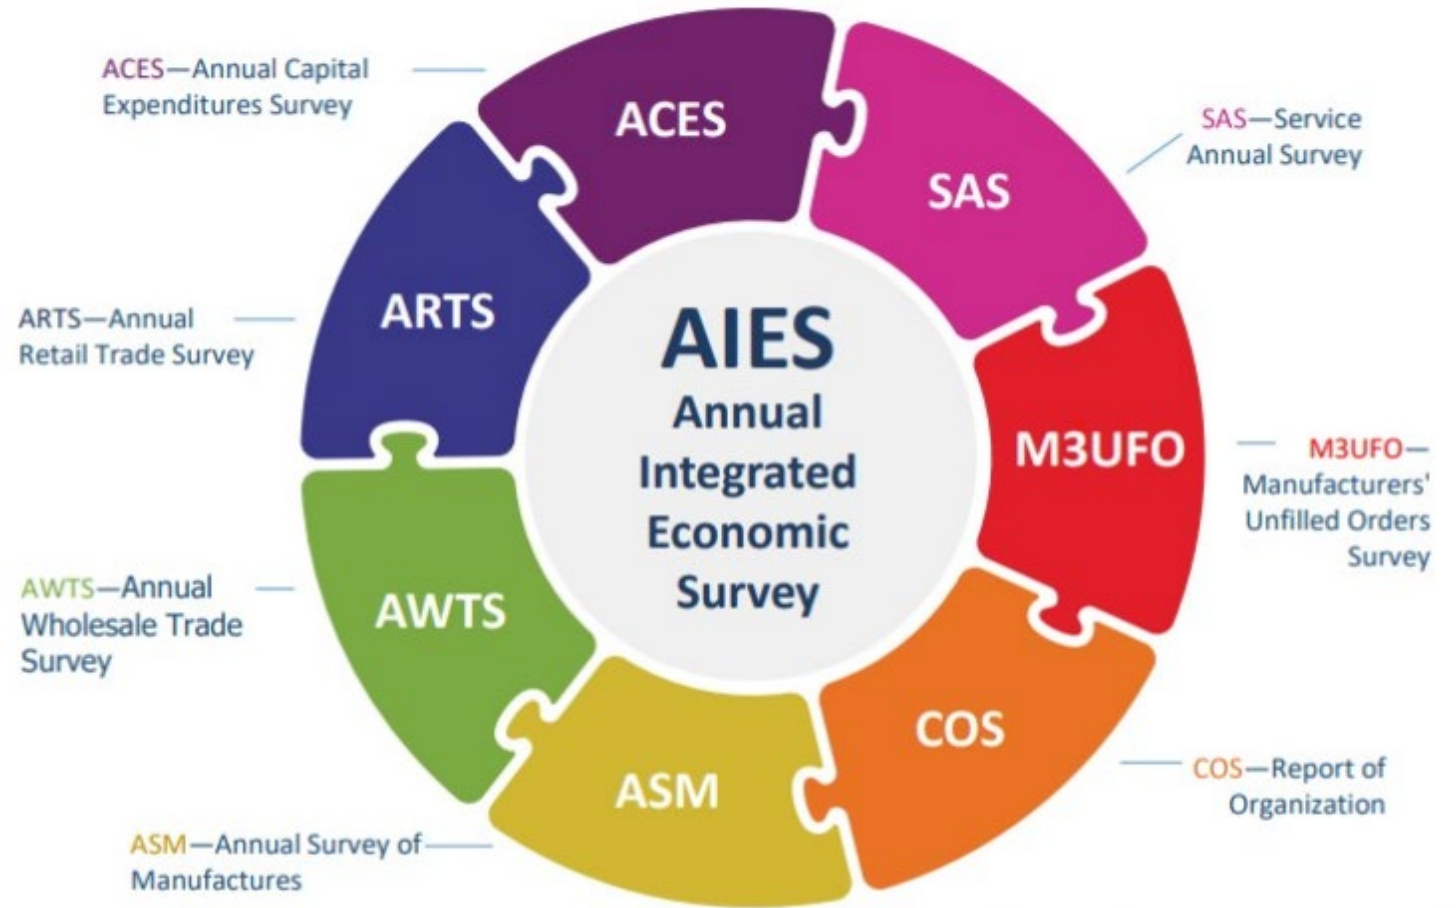 ACES—Annual Capital
Expenditures Survey
ACES
SAS
SAS—Service
Annual Survey
ARTS—Annual
Retail Trade Survey
ARTS
AIES
Annual
Integrated
Economic
Survey
M3UFO
M3UFO—
Manufacturers'
Unfilled Orders
Survey
AWTS—Annual
Wholesale Trade
Survey
AWTS
COS
COS—Report of
Organization
ASM
ASM—Annual Survey of
Manufactures